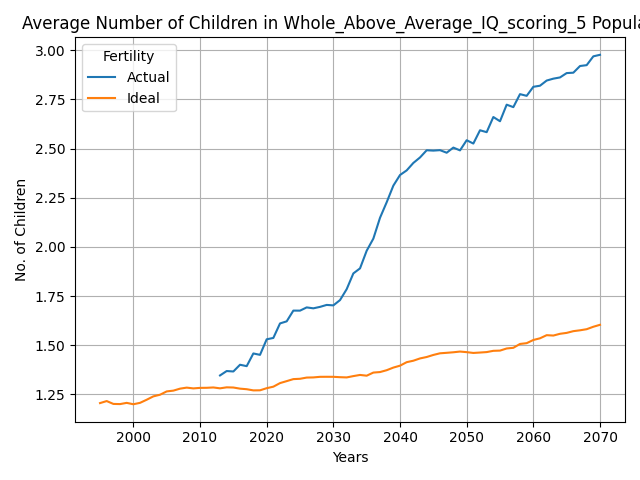 Average Number of Children in Whole_Above_Average_IQ_scoring_5 Popula
3.00
2.75
2.50
2.25
2.00
1.75
1.50
1.25
No. of Children
Fertility
Actual
Ideal
2000 2010 2020 2030 2040 2050 2060 2070
Years